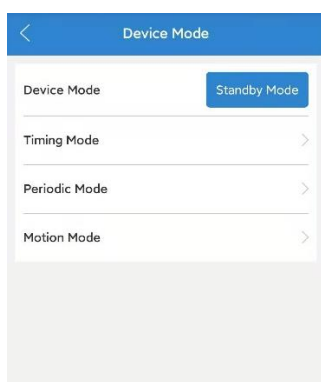 Device Mode
Device Mode Standby Mode
Timing Mode
Periodic Mode
Motion Mode